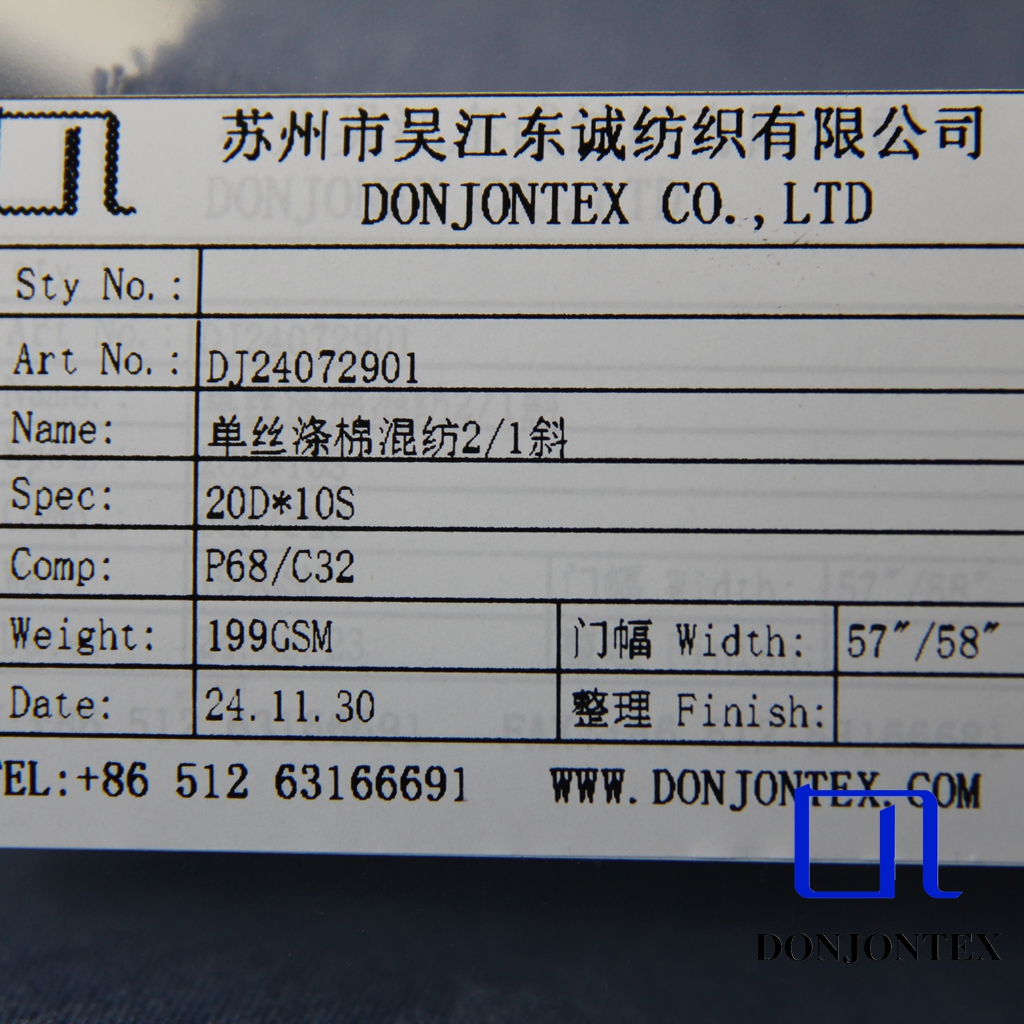 苏州市吴江东诚纺织有限公司
DONJONTEX CO.,LTD
Sty No.:
Art No.: DJ24072901
Name: 单丝涤棉混纺2/1斜
Spec: 20D*10S
Comp: P68/C32
Weight: 199GSM 门幅 Width: 57"/58"
Date: 24.11.30 整理 Finish:
TEL:+86 512 63166691 WWW.DONJONTEX.COM
DONJONTEX